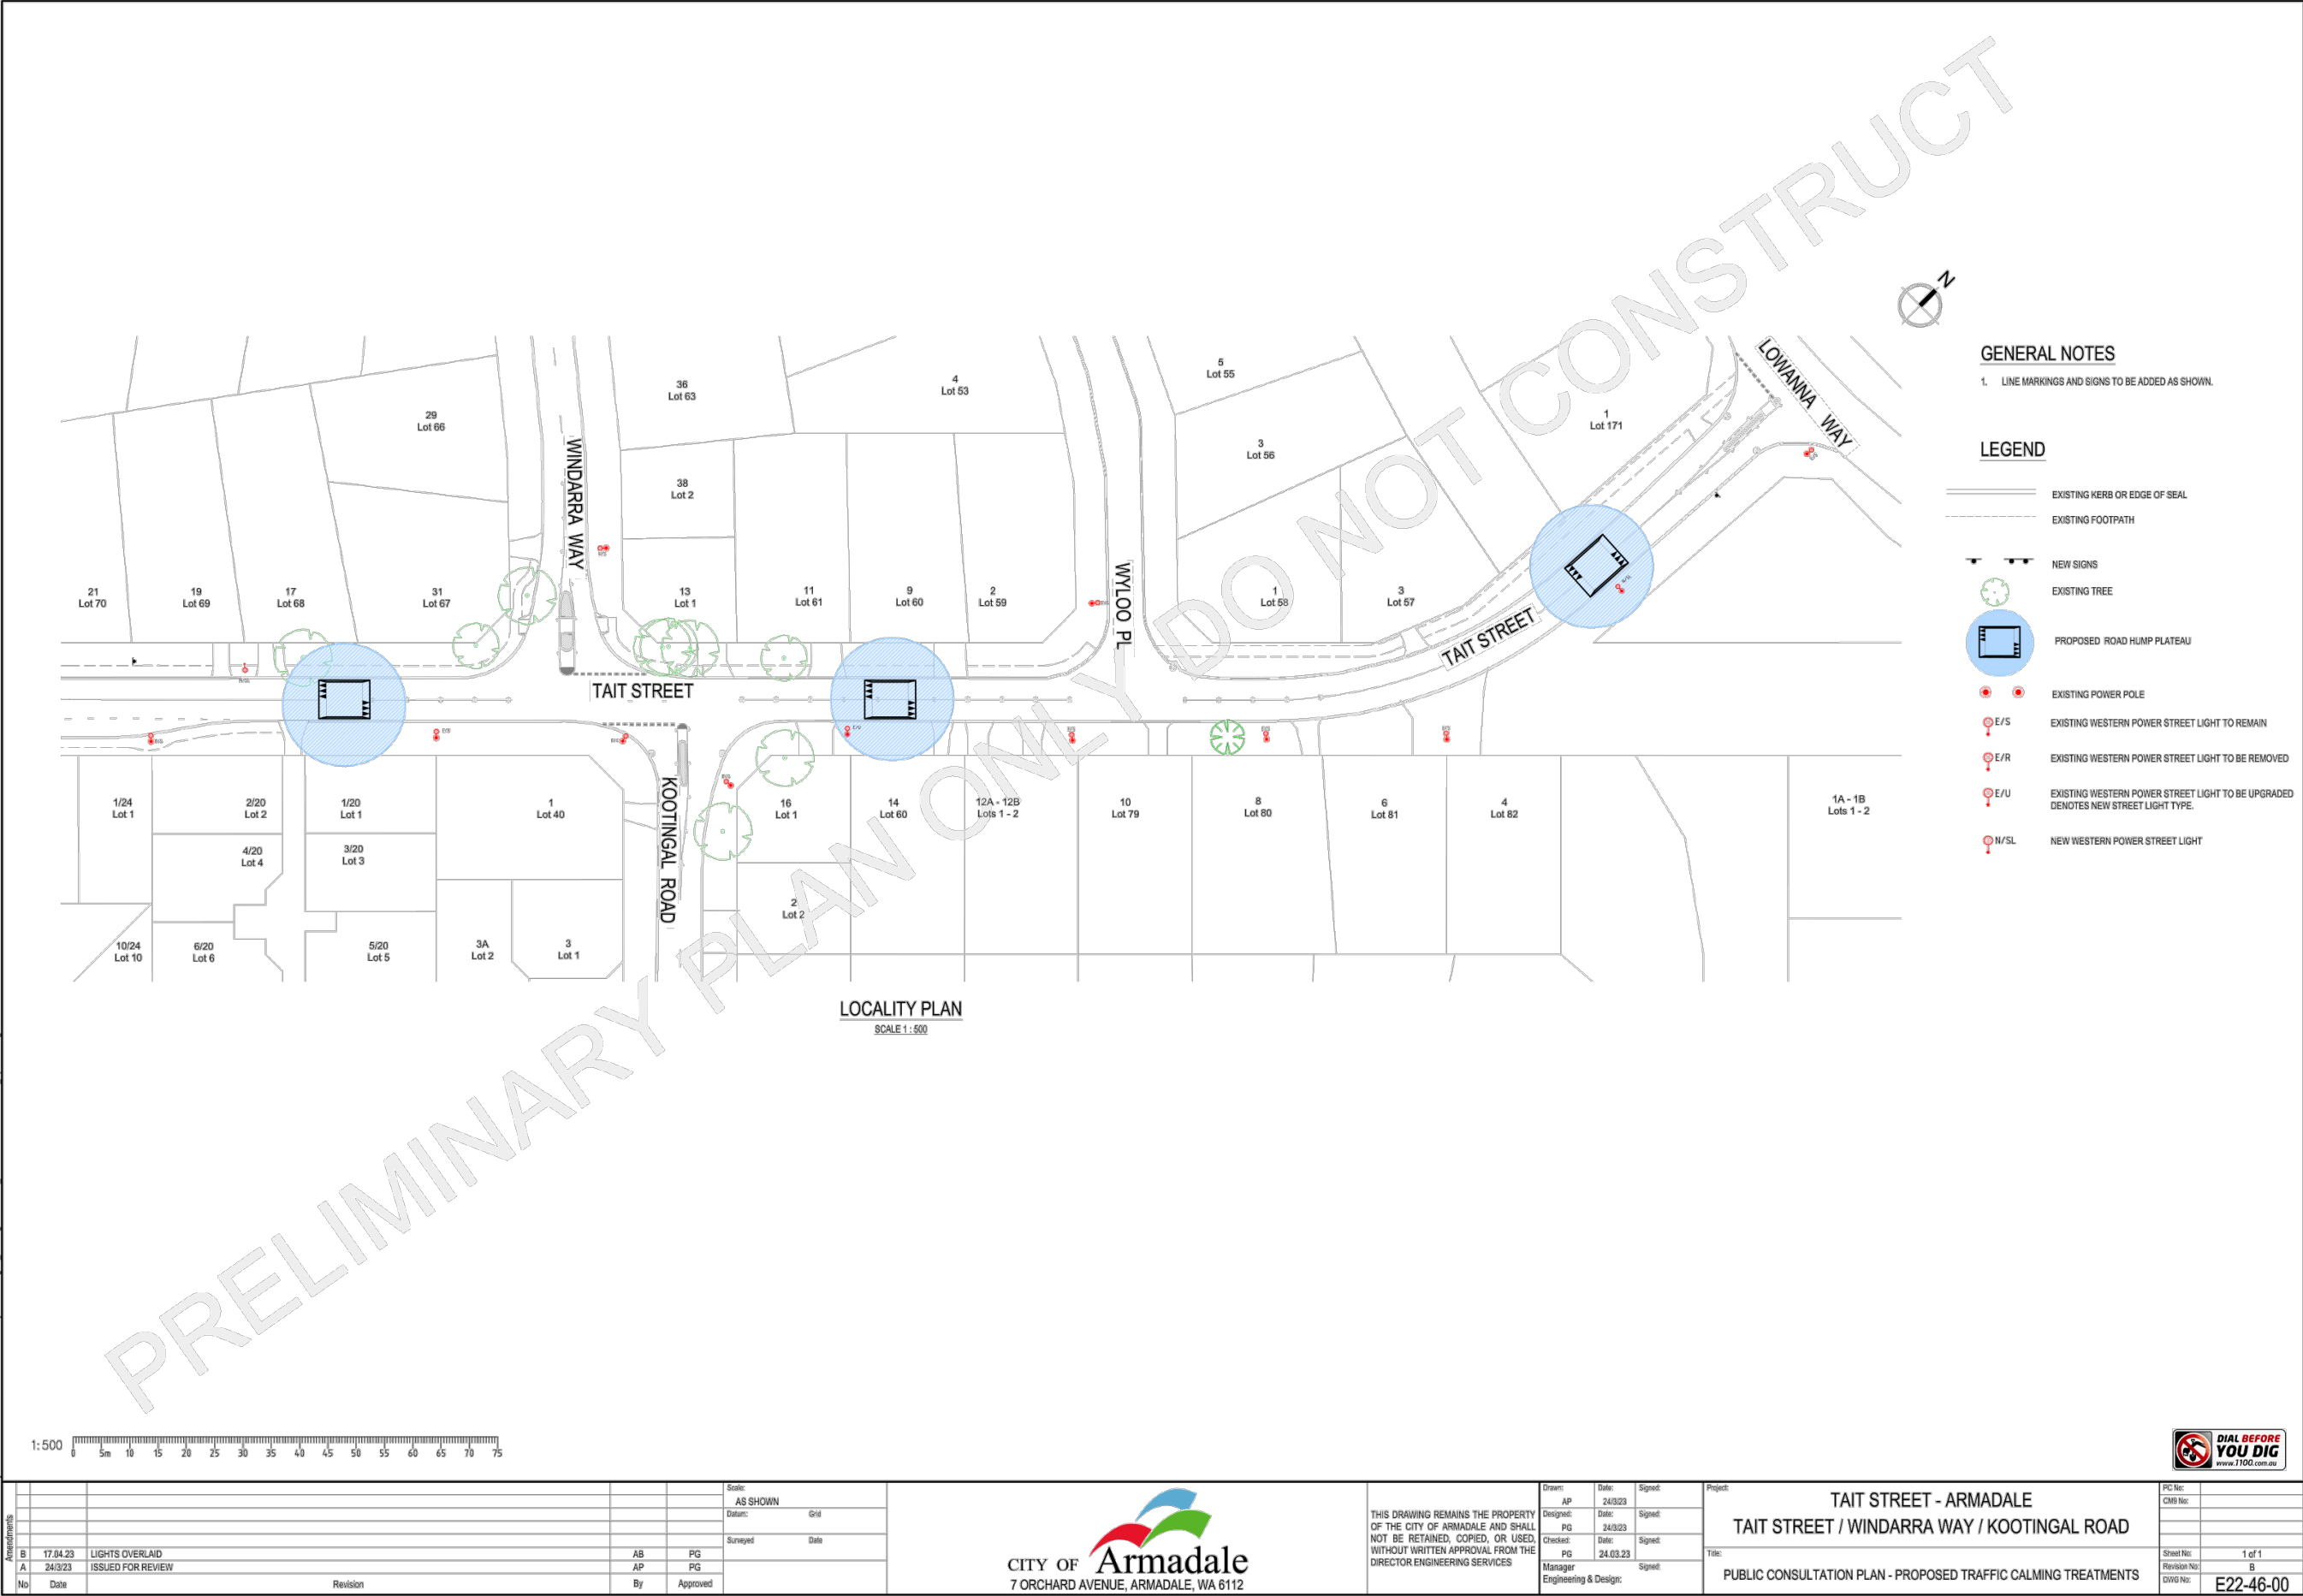 PRELIMINARY PLAN ONLY DO NOT CONSTRUCT
N
GENERAL NOTES
1. LINE MARKINGS AND SIGNS TO BE ADDED AS SHOWN.
LEGEND
EXISTING KERB OR EDGE OF SEAL
EXISTING FOOTPATH
NEW SIGNS
EXISTING TREE
PROPOSED ROAD HUMP PLATEAU
EXISTING POWER POLE
E/S EXISTING WESTERN POWER STREET LIGHT TO REMAIN
E/R EXISTING WESTERN POWER STREET LIGHT TO BE REMOVED
E/U EXISTING WESTERN POWER STREET LIGHT TO BE UPGRADED
DENOTES NEW STREET LIGHT TYPE.
N/SL NEW WESTERN POWER STREET LIGHT
LOWANNA WAY
5
Lot 55
36
Lot 63
4
Lot 53
29
Lot 66
1
Lot 171
3
Lot 56
38
Lot 2
WINDARRA WAY
WYLOO PL
21
Lot 70
19
Lot 69
17
Lot 68
31
Lot 67
13
Lot 1
11
Lot 61
9
Lot 60
2
Lot 59
1
Lot 58
3
Lot 57
TAIT STREET
TAIT STREET
KOOTINGAL ROAD
1/24
Lot 1
2/20
Lot 2
1/20
Lot 1
1
Lot 40
16
Lot 1
14
Lot 60
12A - 12B
Lots 1 - 2
10
Lot 79
8
Lot 80
6
Lot 81
4
Lot 82
1A - 1B
Lots 1 - 2
4/20
Lot 4
3/20
Lot 3
2
Lot 2
10/24
Lot 10
6/20
Lot 6
5/20
Lot 5
3A
Lot 2
3
Lot 1
LOCALITY PLAN
SCALE 1 : 500
1:500
0 5m 10 15 20 25 30 35 40 45 50 55 60 65 70 75
DIAL BEFORE
YOU DIG
www.1100.com.au
Amendments
B 17.04.23 LIGHTS OVERLAID AB PG
A 24/3/23 ISSUED FOR REVIEW AP PG
No Date Revision By Approved
Scale:
AS SHOWN
Datum: Grid
Surveyed Date
CITY OF Armadale
7 ORCHARD AVENUE, ARMADALE, WA 6112
THIS DRAWING REMAINS THE PROPERTY
OF THE CITY OF ARMADALE AND SHALL
NOT BE RETAINED, COPIED, OR USED,
WITHOUT WRITTEN APPROVAL FROM THE
DIRECTOR ENGINEERING SERVICES
Drawn: Date: Signed:
AP 24/3/23
Designed: Date: Signed:
PG 24/3/23
Checked: Date: Signed:
PG 24.03.23
Manager Signed:
Engineering & Design:
Project:
TAIT STREET - ARMADALE
TAIT STREET / WINDARRA WAY / KOOTINGAL ROAD
Title:
PUBLIC CONSULTATION PLAN - PROPOSED TRAFFIC CALMING TREATMENTS
PC No:
CM9 No:
Sheet No: 1 of 1
Revision No: B
DWG No: E22-46-00